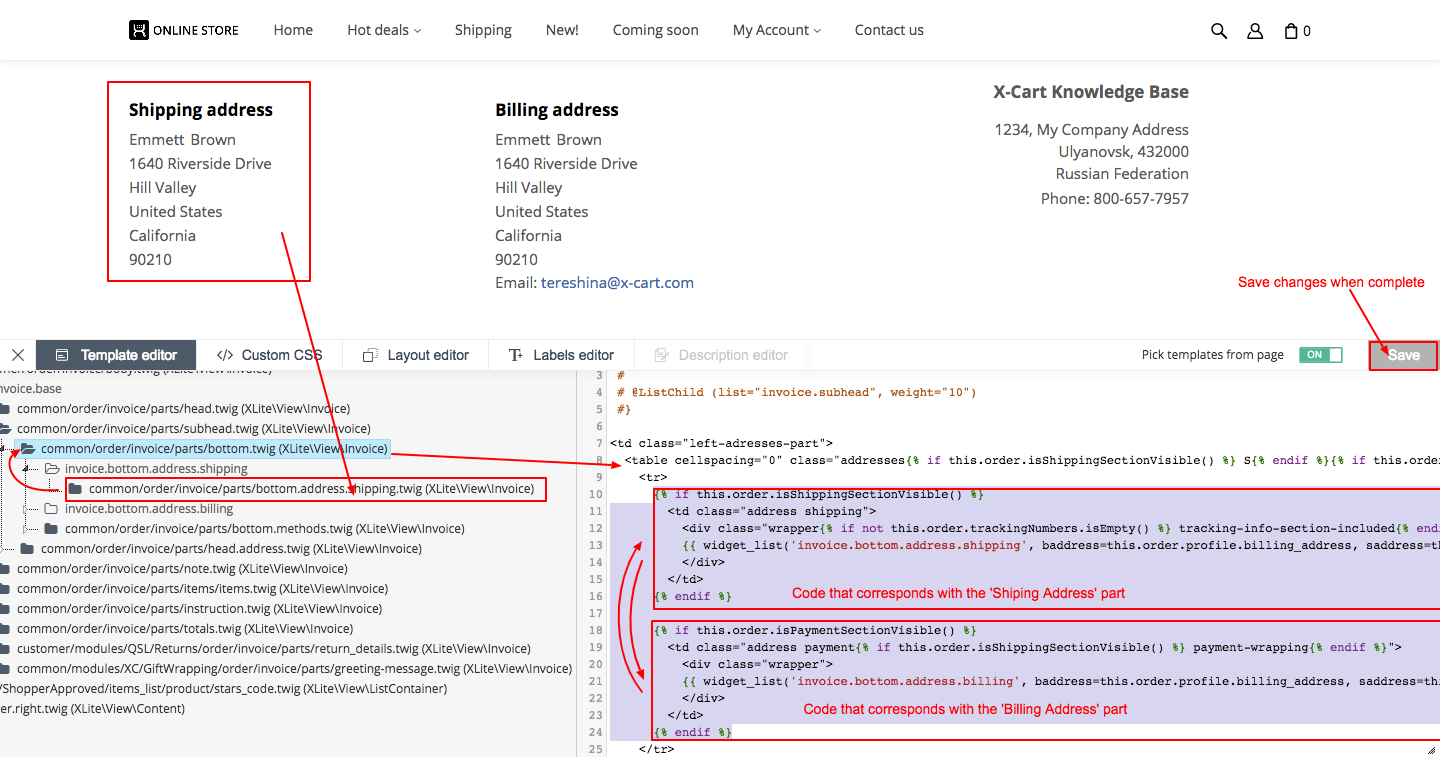 ONLINE STORE Home Hot deals Shipping New! Coming soon My Account Contact us 0
Shipping address
Emmett Brown
1640 Riverside Drive
Hill Valley
United States
California
90210
Billing address
Emmett Brown
1640 Riverside Drive
Hill Valley
United States
California
90210
Email: tereshina@x-cart.com
X-Cart Knowledge Base
1234, My Company Address
Ulyanovsk, 432000
Russian Federation
Phone: 800-657-7957
Save changes when complete
Template editor </> Custom CSS Layout editor Labels editor Description editor Pick templates from page ON Save
nvoice.base
common/order/invoice/parts/head.twig (XLite\View\Invoice)
common/order/invoice/parts/subhead.twig (XLite\View\Invoice)
common/order/invoice/parts/bottom.twig (XLite\View\Invoice)
invoice.bottom.address.shipping
common/order/invoice/parts/bottom.address.shipping.twig (XLite\View\Invoice)
invoice.bottom.address.billing
common/order/invoice/parts/bottom.methods.twig (XLite\View\Invoice)
common/order/invoice/parts/head.address.twig (XLite\View\Invoice)
common/order/invoice/parts/note.twig (XLite\View\Invoice)
common/order/invoice/parts/items/items.twig (XLite\View\Invoice)
common/order/invoice/parts/instruction.twig (XLite\View\Invoice)
common/order/invoice/parts/totals.twig (XLite\View\Invoice)
customer/modules/QSL/Returns/order/invoice/parts/return_details.twig (XLite\View\Invoice)
common/modules/XC/GiftWrapping/order/invoice/parts/greeting-message.twig (XLite\View\Invoice)
/ShopperApproved/items_list/product/stars_code.twig (XLite\View\ListContainer)
er.right.twig (XLite\View\Content)
3 #
4 # @ListChild (list="invoice.subhead", weight="10")
5 #}
6
7 <td class="left-adresses-part">
8 <table cellspacing="0" class="addresses{% if this.order.isShippingSectionVisible() %} S{% endif %}{% if this.order
9 <tr>
10 {% if this.order.isShippingSectionVisible() %}
11 <td class="address shipping">
12 <div class="wrapper{% if not this.order.trackingNumbers.isEmpty() %} tracking-info-section-included{% endi
13 {{ widget_list('invoice.bottom.address.shipping', baddress=this.order.profile.billing_address, saddress=th
14 </div>
15 </td>
16 {% endif %}
Code that corresponds with the 'Shiping Address' part
17
18 {% if this.order.isPaymentSectionVisible() %}
19 <td class="address payment{% if this.order.isShippingSectionVisible() %} payment-wrapping{% endif %}">
20 <div class="wrapper">
21 {{ widget_list('invoice.bottom.address.billing', baddress=this.order.profile.billing_address, saddress=thi
22 </div>
23 </td>
Code that corresponds with the 'Billing Address' part
24 {% endif %}
25 </tr>